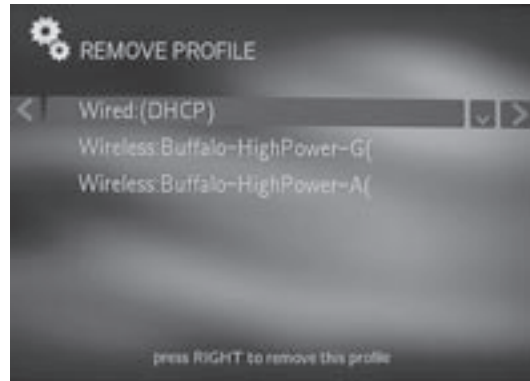 REMOVE PROFILE
Wired:(DHCP)
Wireless:Buffalo-HighPower-G(
Wireless:Buffalo-HighPower-A(
press RIGHT to remove this profile